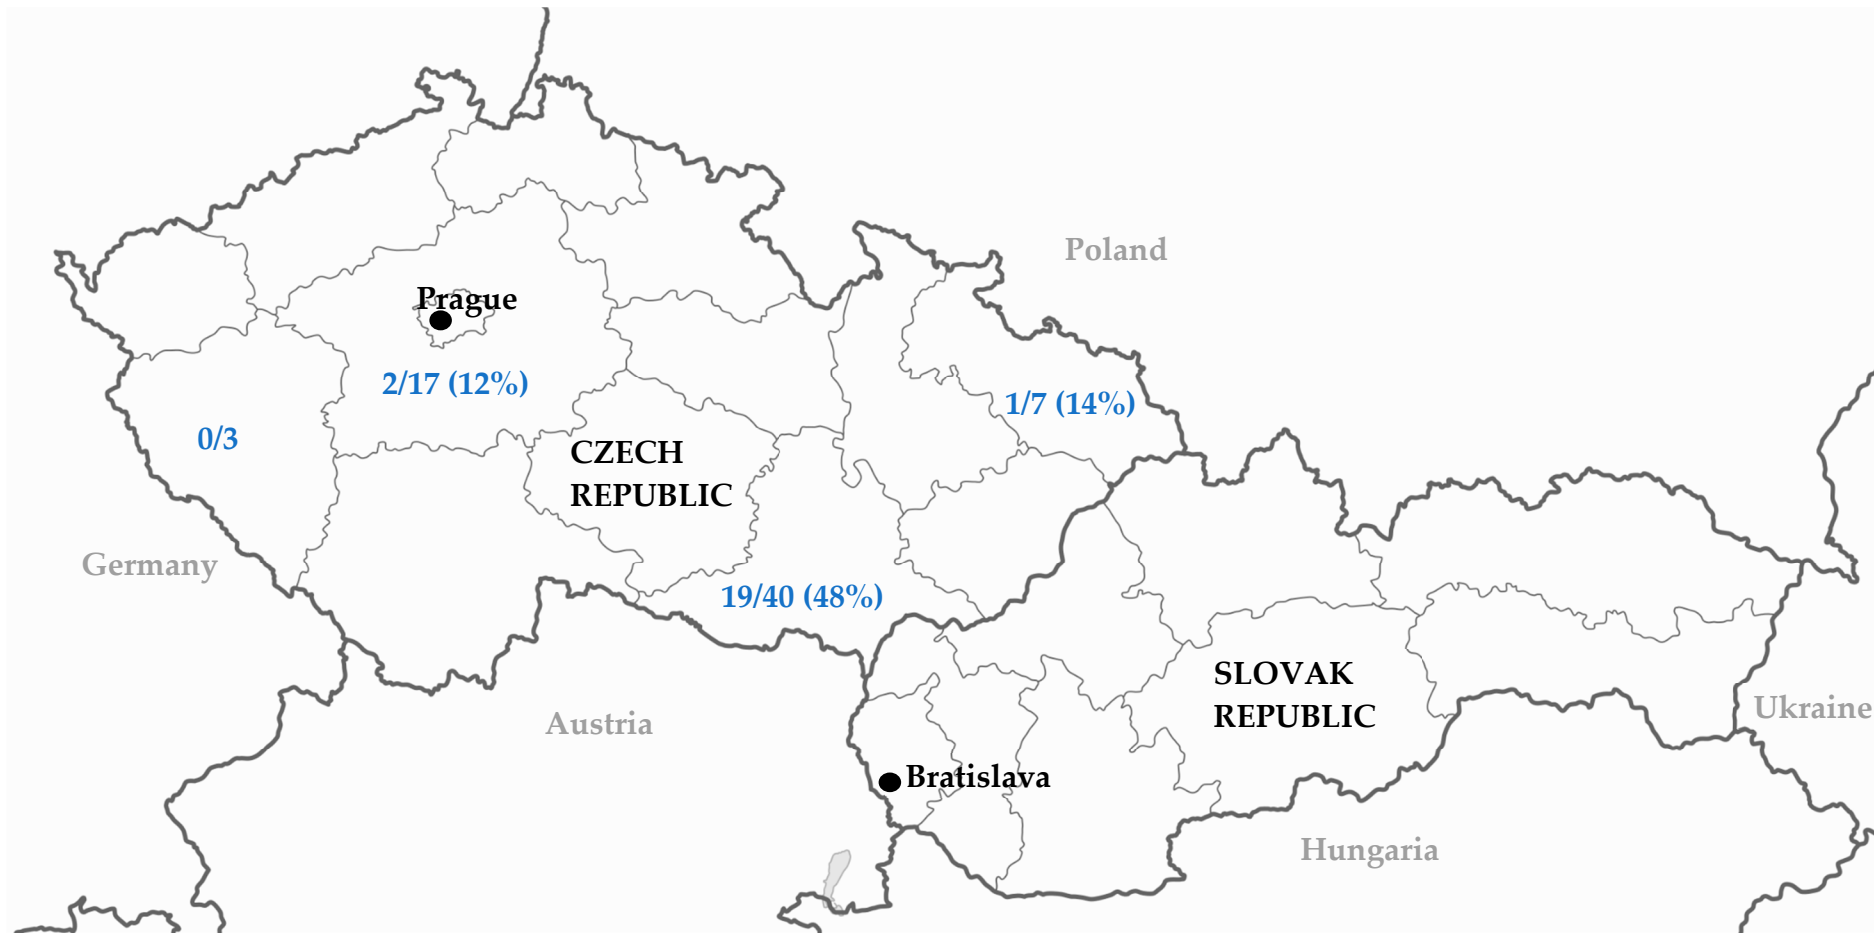 Poland
Prague
2/17 (12%)
1/7 (14%)
0/3
CZECH
REPUBLIC
Germany
19/40 (48%)
SLOVAK
REPUBLIC
Ukraine
Austria
Bratislava
Hungaria